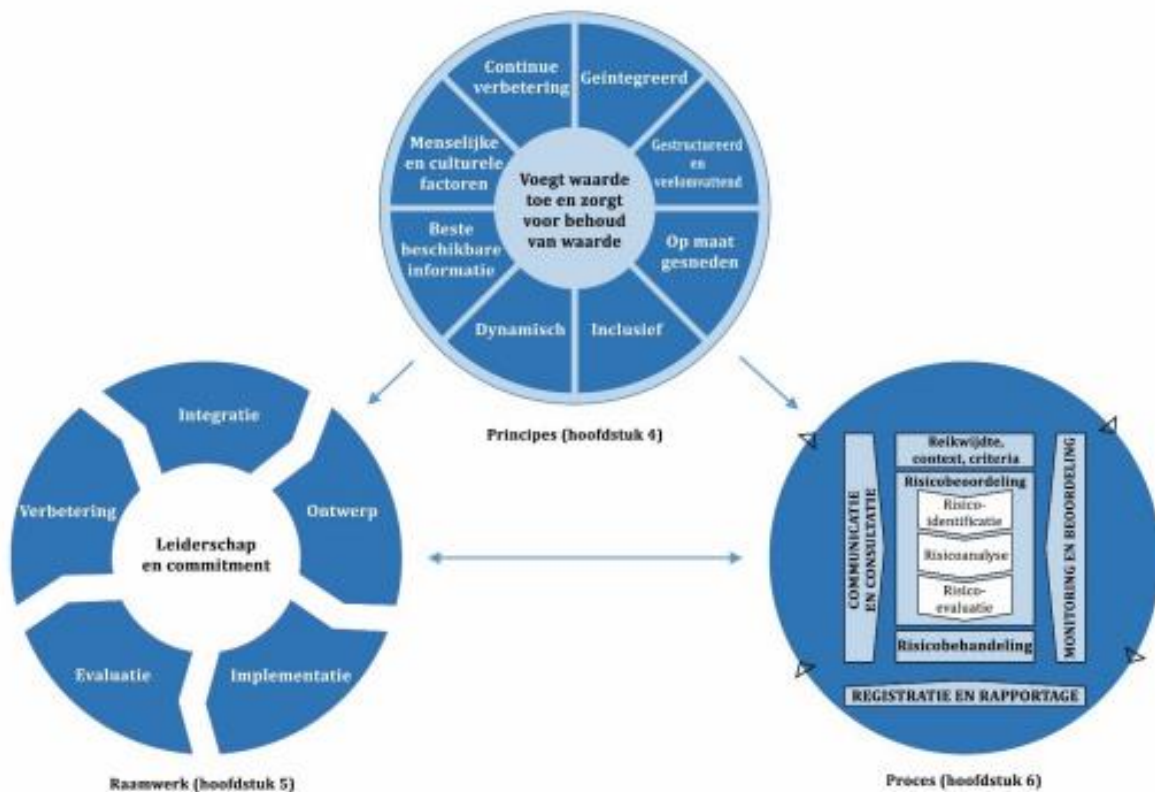 Continue
verbetering
Geïntegreerd
Menselijke
en culturele
factoren
Gestructureerd
en
veelomvattend
Voegt waarde
toe en zorgt
voor behoud
van waarde
Beste
beschikbare
informatie
Op maat
gesneden
Dynamisch
Inclusief
Principes (hoofdstuk 4)
Integratie
Verbetering
Ontwerp
Leiderschap
en commitment
Evaluatie
Implementatie
Raamwerk (hoofdstuk 5)
COMMUNICATIE
EN CONSULTATIE
Reikwijdte,
context, criteria
Risicobeoordeling
Risico-
identificatie
Risicoanalyse
Risico-
evaluatie
Risicobehandeling
MONITORING EN BEOORDELING
REGISTRATIE EN RAPPORTAGE
Proces (hoofdstuk 6)